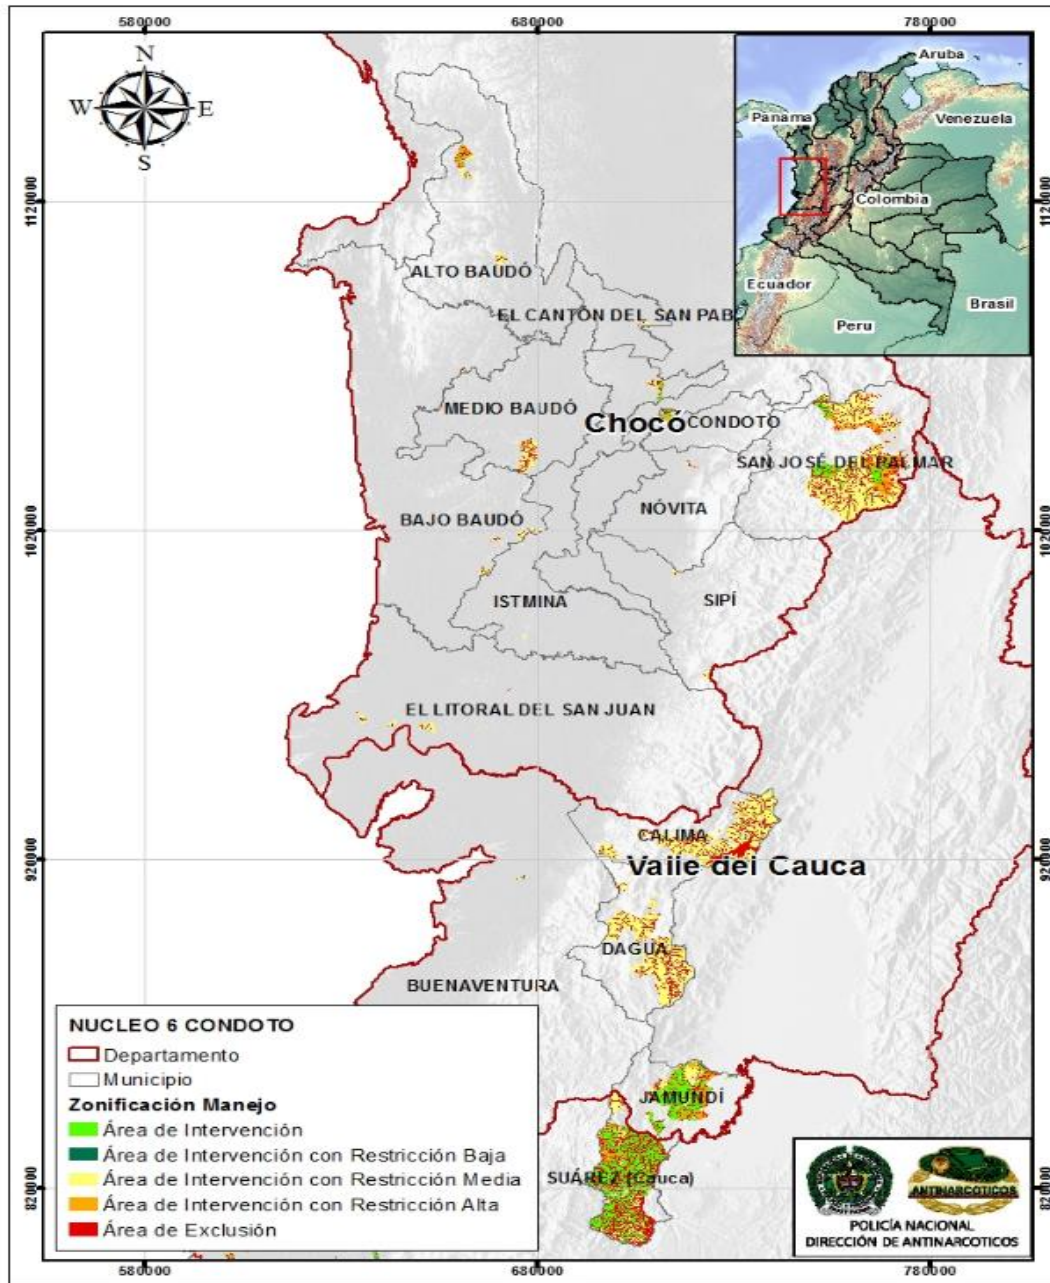 580000 680000 780000
N
W E
S
Aruba
Panama
Venezuela
Colombia
Ecuador
Brasil
Peru
1120000
1120000
ALTO BAUDÓ
EL CANTÓN DEL SAN PAB
MEDIO BAUDÓ
Chocó
CONDOTO
SAN JOSÉ DEL PALMAR
NÓVITA
BAJO BAUDÓ
1020000
1020000
ISTMINA
SIPÍ
EL LITORAL DEL SAN JUAN
CALIMA
920000
920000
Valle del Cauca
DAGUA
BUENAVENTURA
NUCLEO 6 CONDOTO
Departamento
Municipio
Zonificación Manejo
Área de Intervención
Área de Intervención con Restricción Baja
Área de Intervención con Restricción Media
Área de Intervención con Restricción Alta
Área de Exclusión
JAMUNDÍ
SUÁREZ (Cauca)
820000
820000
ANTINARCOTICOS
POLICÍA NACIONAL
DIRECCIÓN DE ANTINARCOTICOS
580000 680000 780000